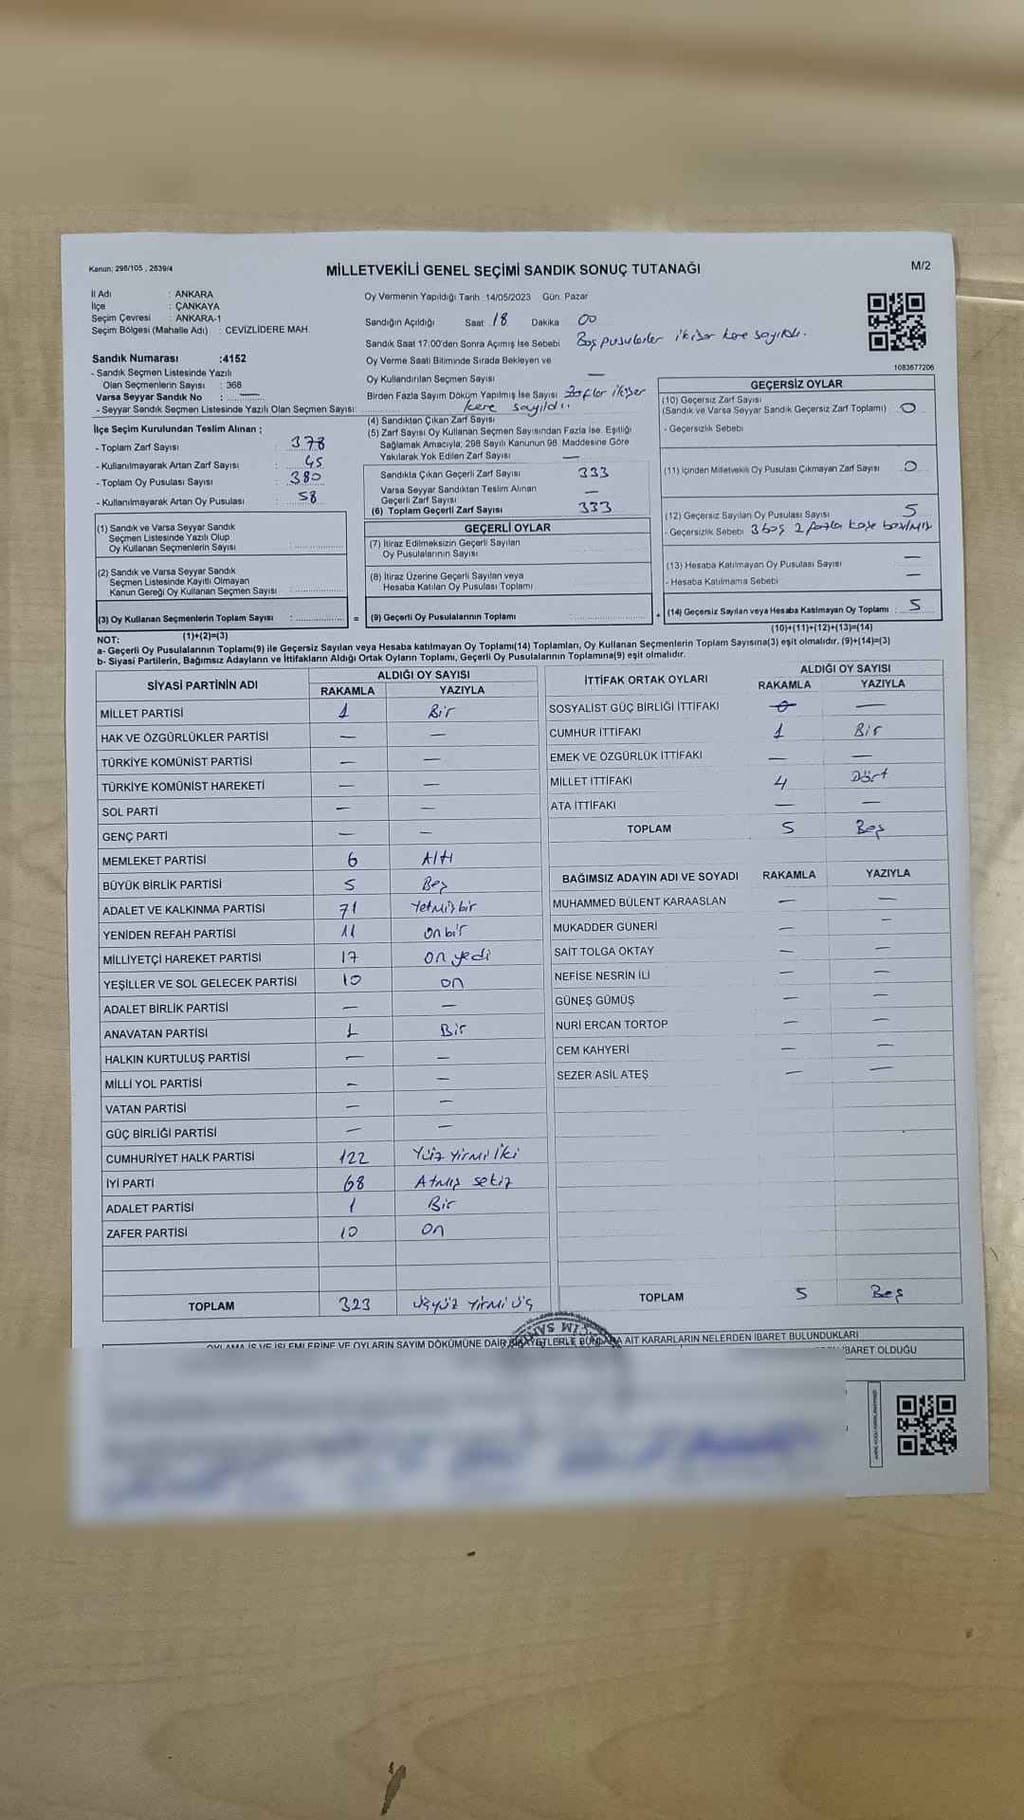 Kanun: 298/105 , 2839/4
MİLLETVEKİLİ GENEL SEÇİMİ SANDIK SONUÇ TUTANAĞI
M/2
İl Adı : ANKARA
İlçe : ÇANKAYA
Seçim Çevresi : ANKARA-1
Seçim Bölgesi (Mahalle Adı) : CEVİZLİDERE MAH.
Sandık Numarası :4152
- Sandık Seçmen Listesinde Yazılı
Olan Seçmenlerin Sayısı : 368
Varsa Seyyar Sandık No : —
- Seyyar Sandık Seçmen Listesinde Yazılı Olan Seçmen Sayısı:
İlçe Seçim Kurulundan Teslim Alınan ;
- Toplam Zarf Sayısı : 378
- Kullanılmayarak Artan Zarf Sayısı : 45
- Toplam Oy Pusulası Sayısı : 380
- Kullanılmayarak Artan Oy Pusulası : 58
(1) Sandık ve Varsa Seyyar Sandık
Seçmen Listesinde Yazılı Olup
Oy Kullanan Seçmenlerin Sayısı :
(2) Sandık ve Varsa Seyyar Sandık
Seçmen Listesinde Kayıtlı Olmayan
Kanun Gereği Oy Kullanan Seçmen Sayısı :
(3) Oy Kullanan Seçmenlerin Toplam Sayısı :
Oy Vermenin Yapıldığı Tarih 14/05/2023 Gün: Pazar
Sandığın Açıldığı Saat 18 Dakika 00
Sandık Saat 17:00'den Sonra Açılmış İse Sebebi Boş pusulalar ikişer kere sayıldı.
Oy Verme Saati Bitiminde Sırada Bekleyen ve
Oy Kullandırılan Seçmen Sayısı —
Birden Fazla Sayım Döküm Yapılmış İse Sayısı Zarflar ikişer
kere sayıldı.
(4) Sandıktan Çıkan Zarf Sayısı
(5) Zarf Sayısı Oy Kullanan Seçmen Sayısından Fazla İse, Eşitliği
Sağlamak Amacıyla, 298 Sayılı Kanunun 98. Maddesine Göre
Yakılarak Yok Edilen Zarf Sayısı —
Sandıkta Çıkan Geçerli Zarf Sayısı 333
Varsa Seyyar Sandıktan Teslim Alınan
Geçerli Zarf Sayısı —
(6) Toplam Geçerli Zarf Sayısı 333
GEÇERLİ OYLAR
(7) İtiraz Edilmeksizin Geçerli Sayılan
Oy Pusulalarının Sayısı
(8) İtiraz Üzerine Geçerli Sayılan veya
Hesaba Katılan Oy Pusulası Toplamı
= (9) Geçerli Oy Pusulalarının Toplamı
1083677206
GEÇERSİZ OYLAR
(10) Geçersiz Zarf Sayısı
(Sandık ve Varsa Seyyar Sandık Geçersiz Zarf Toplamı) 0
- Geçersizlik Sebebi
(11) İçinden Milletvekili Oy Pusulası Çıkmayan Zarf Sayısı 0
(12) Geçersiz Sayılan Oy Pusulası Sayısı 5
- Geçersizlik Sebebi 3 boş 2 fazla kaşe basılmış
(13) Hesaba Katılmayan Oy Pusulası Sayısı —
- Hesaba Katılmama Sebebi —
+ (14) Geçersiz Sayılan veya Hesaba Katılmayan Oy Toplamı : 5
NOT: (1)+(2)=(3)
(10)+(11)+(12)+(13)=(14)
a- Geçerli Oy Pusulalarının Toplamı(9) ile Geçersiz Sayılan veya Hesaba katılmayan Oy Toplamı(14) Toplamları, Oy Kullanan Seçmenlerin Toplam Sayısına(3) eşit olmalıdır. (9)+(14)=(3)
b- Siyasi Partilerin, Bağımsız Adayların ve İttifakların Aldığı Ortak Oyların Toplamı, Geçerli Oy Pusulalarının Toplamına(9) eşit olmalıdır.
SİYASİ PARTİNİN ADI ALDIĞI OY SAYISI
RAKAMLA YAZIYLA
MİLLET PARTİSİ 1 Bir
HAK VE ÖZGÜRLÜKLER PARTİSİ — —
TÜRKİYE KOMÜNİST PARTİSİ — —
TÜRKİYE KOMÜNİST HAREKETİ — —
SOL PARTİ — —
GENÇ PARTİ — —
MEMLEKET PARTİSİ 6 Altı
BÜYÜK BİRLİK PARTİSİ 5 Beş
ADALET VE KALKINMA PARTİSİ 71 Yetmişbir
YENİDEN REFAH PARTİSİ 11 onbir
MİLLİYETÇİ HAREKET PARTİSİ 17 on yedi
YEŞİLLER VE SOL GELECEK PARTİSİ 10 on
ADALET BİRLİK PARTİSİ — —
ANAVATAN PARTİSİ 1 Bir
HALKIN KURTULUŞ PARTİSİ — —
MİLLİ YOL PARTİSİ — —
VATAN PARTİSİ — —
GÜÇ BİRLİĞİ PARTİSİ — —
CUMHURİYET HALK PARTİSİ 122 Yüz Yirmi İki
İYİ PARTİ 68 Atmış sekiz
ADALET PARTİSİ 1 Bir
ZAFER PARTİSİ 10 on
TOPLAM 323 üçyüz yirmi üç
İTTİFAK ORTAK OYLARI ALDIĞI OY SAYISI
RAKAMLA YAZIYLA
SOSYALİST GÜÇ BİRLİĞİ İTTİFAKI — —
CUMHUR İTTİFAKI 1 Bir
EMEK VE ÖZGÜRLÜK İTTİFAKI — —
MİLLET İTTİFAKI 4 Dört
ATA İTTİFAKI — —
TOPLAM 5 Beş
BAĞIMSIZ ADAYIN ADI VE SOYADI RAKAMLA YAZIYLA
MUHAMMED BÜLENT KARAASLAN — —
MUKADDER GÜNERİ — —
SAİT TOLGA OKTAY — —
NEFİSE NESRİN İLİ — —
GÜNEŞ GÜMÜŞ — —
NURİ ERCAN TORTOP — —
CEM KAHYERİ — —
SEZER ASİL ATEŞ — —
TOPLAM 5 Beş
OYLAMA İŞ VE İŞLEMLERİNE VE OYLARIN SAYIM DÖKÜMÜNE DAİR ŞİKAYETLERLE BUNLARA AİT KARARLARIN NELERDEN İBARET BULUNDUKLARI
İBARET OLDUĞU